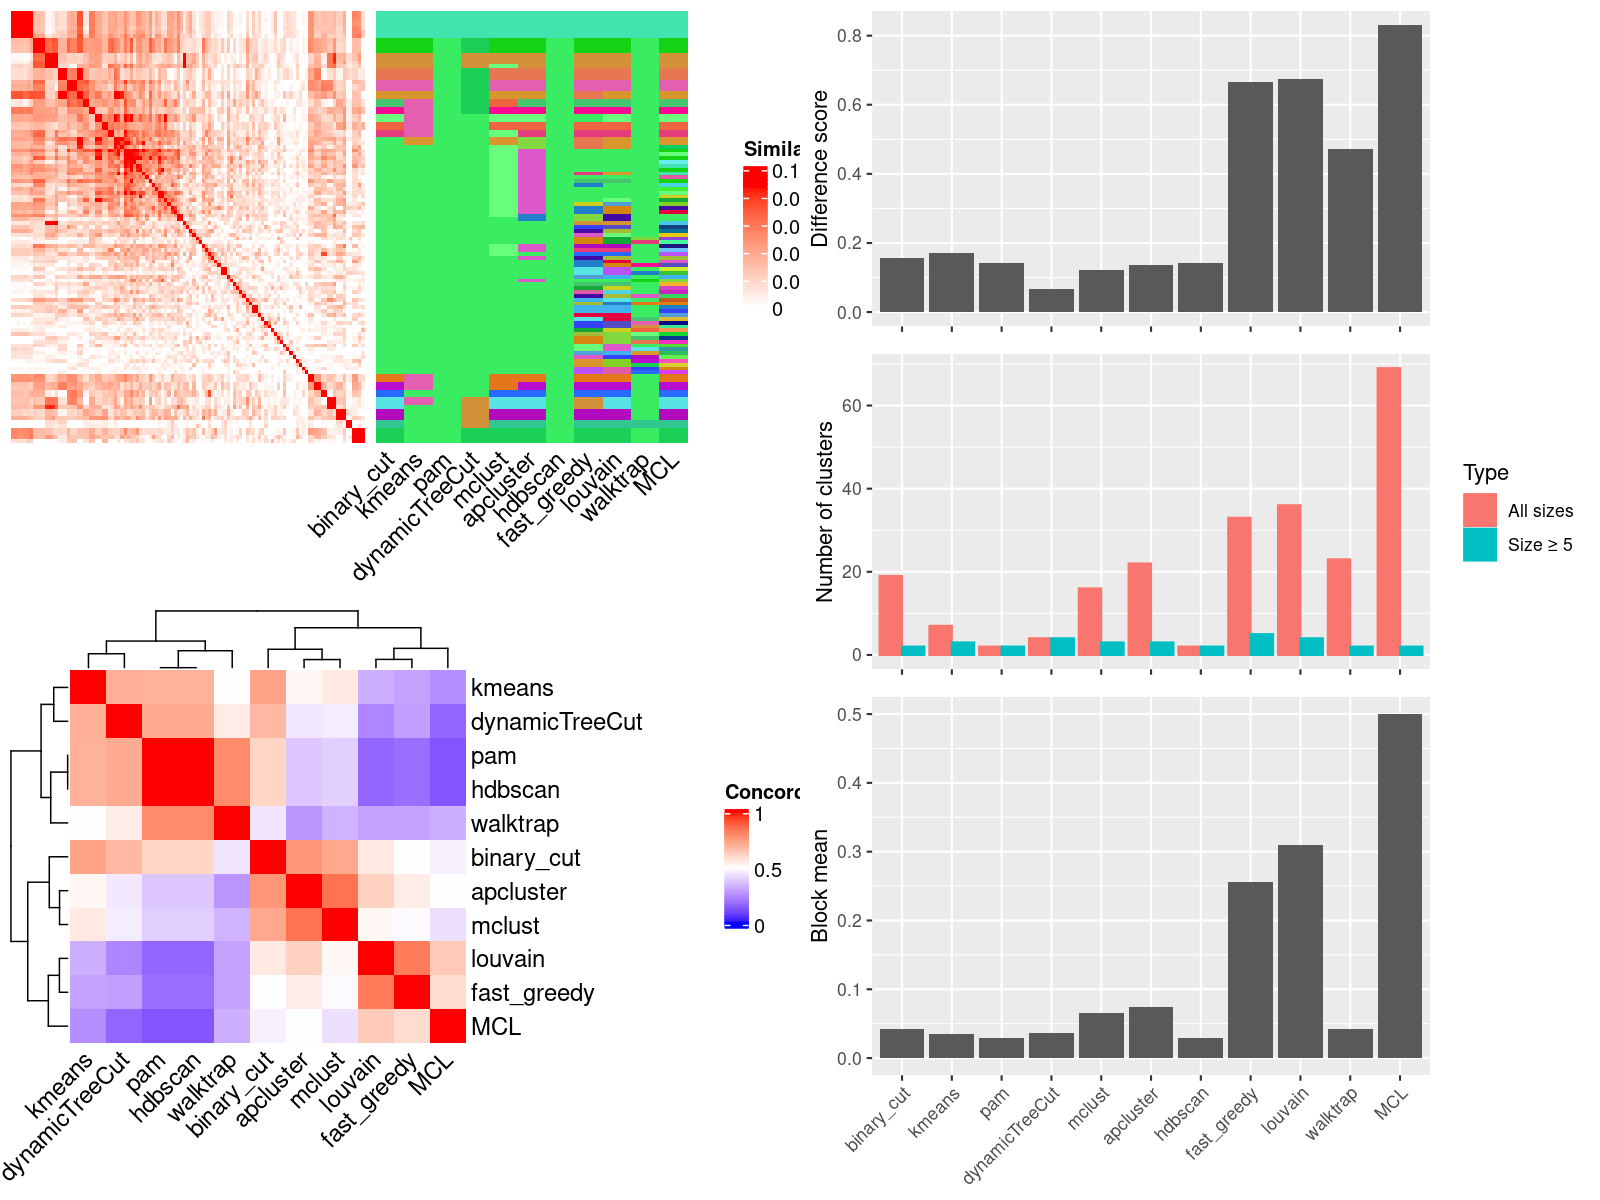 Simila
0.1
0.0
0.0
0.0
0.0
0
binary_cut
kmeans
pam
dynamicTreeCut
mclust
apcluster
hdbscan
fast_greedy
louvain
walktrap
MCL
Difference score
0.8
0.6
0.4
0.2
0.0
Number of clusters
60
40
20
0
Type
All sizes
Size ≥ 5
kmeans
dynamicTreeCut
pam
hdbscan
walktrap
binary_cut
apcluster
mclust
louvain
fast_greedy
MCL
kmeans
dynamicTreeCut
pam
hdbscan
walktrap
binary_cut
apcluster
mclust
louvain
fast_greedy
MCL
Concord
1
0.5
0
Block mean
0.5
0.4
0.3
0.2
0.1
0.0
binary_cut
kmeans
pam
dynamicTreeCut
mclust
apcluster
hdbscan
fast_greedy
louvain
walktrap
MCL